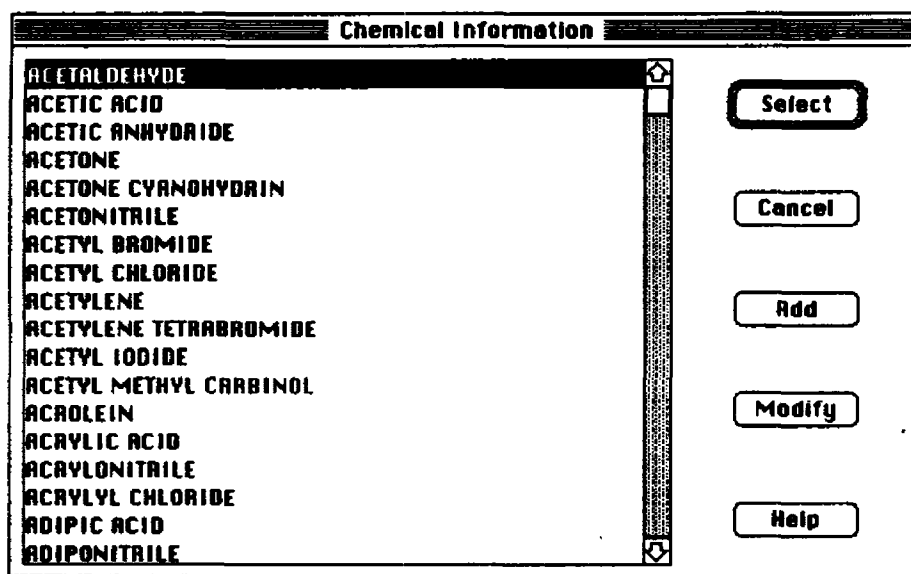 Chemical Information
ACETALDEHYDE
ACETIC ACID
ACETIC ANHYDRIDE
ACETONE
ACETONE CYANOHYDRIN
ACETONITRILE
ACETYL BROMIDE
ACETYL CHLORIDE
ACETYLENE
ACETYLENE TETRABROMIDE
ACETYL IODIDE
ACETYL METHYL CARBINOL
ACROLEIN
ACRYLIC ACID
ACRYLONITRILE
ACRYLYL CHLORIDE
ADIPIC ACID
ADIPONITRILE
Select
Cancel
Add
Modify
Help